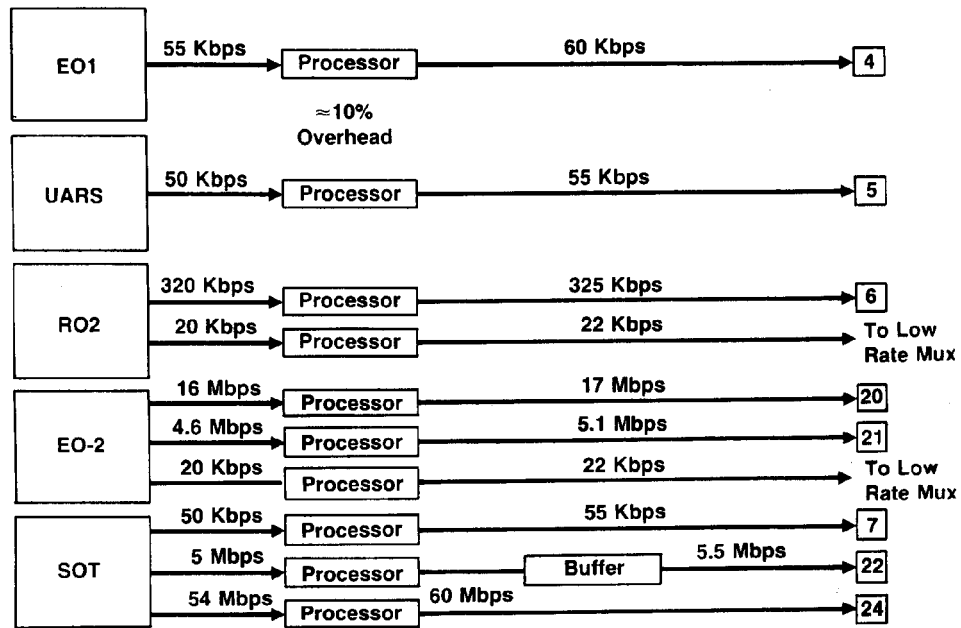 EO1
55 Kbps
Processor
60 Kbps
4
≈10%
Overhead
UARS
50 Kbps
Processor
55 Kbps
5
RO2
320 Kbps
Processor
325 Kbps
6
20 Kbps
Processor
22 Kbps
To Low
Rate Mux
EO-2
16 Mbps
Processor
17 Mbps
20
4.6 Mbps
Processor
5.1 Mbps
21
20 Kbps
Processor
22 Kbps
To Low
Rate Mux
SOT
50 Kbps
Processor
55 Kbps
7
5 Mbps
Processor
Buffer
5.5 Mbps
22
54 Mbps
Processor
60 Mbps
24